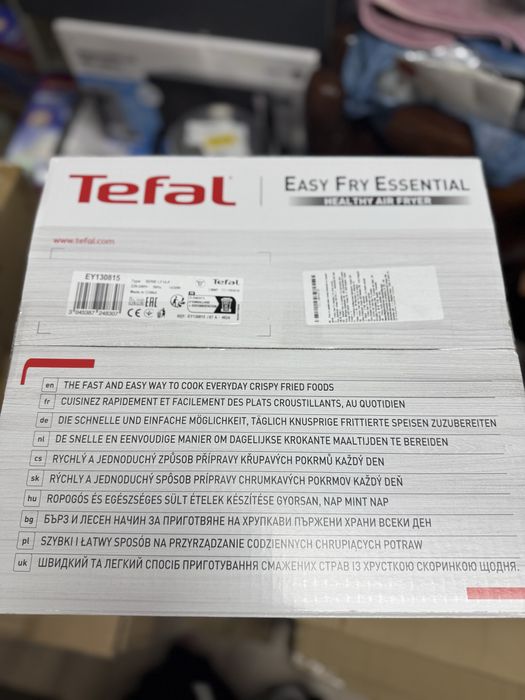 Tefal
EASY FRY ESSENTIAL
HEALTHY AIR FRYER
www.tefal.com
EY130815
Tefal
3 045387 248307
en THE FAST AND EASY WAY TO COOK EVERYDAY CRISPY FRIED FOODS
fr CUISINEZ RAPIDEMENT ET FACILEMENT DES PLATS CROUSTILLANTS, AU QUOTIDIEN
de DIE SCHNELLE UND EINFACHE MÖGLICHKEIT, TÄGLICH KNUSPRIGE FRITTIERTE SPEISEN ZUZUBEREITEN
nl DE SNELLE EN EENVOUDIGE MANIER OM DAGELIJKSE KROKANTE MAALTIJDEN TE BEREIDEN
cs RYCHLÝ A JEDNODUCHÝ ZPŮSOB PŘÍPRAVY KŘUPAVÝCH POKRMŮ KAŽDÝ DEN
sk RÝCHLY A JEDNODUCHÝ SPÔSOB PRÍPRAVY CHRUMKAVÝCH POKRMOV KAŽDÝ DEŇ
hu ROPOGÓS ÉS EGÉSZSÉGES SÜLT ÉTELEK KÉSZÍTÉSE GYORSAN, NAP MINT NAP
bg БЪРЗ И ЛЕСЕН НАЧИН ЗА ПРИГОТВЯНЕ НА ХРУПКАВИ ПЪРЖЕНИ ХРАНИ ВСЕКИ ДЕН
pl SZYBKI I ŁATWY SPOSÓB NA PRZYRZĄDZANIE CODZIENNYCH CHRUPIĄCYCH POTRAW
uk ШВИДКИЙ ТА ЛЕГКИЙ СПОСІБ ПРИГОТУВАННЯ СМАЖЕНИХ СТРАВ ІЗ ХРУСТКОЮ СКОРИНКОЮ ЩОДНЯ.